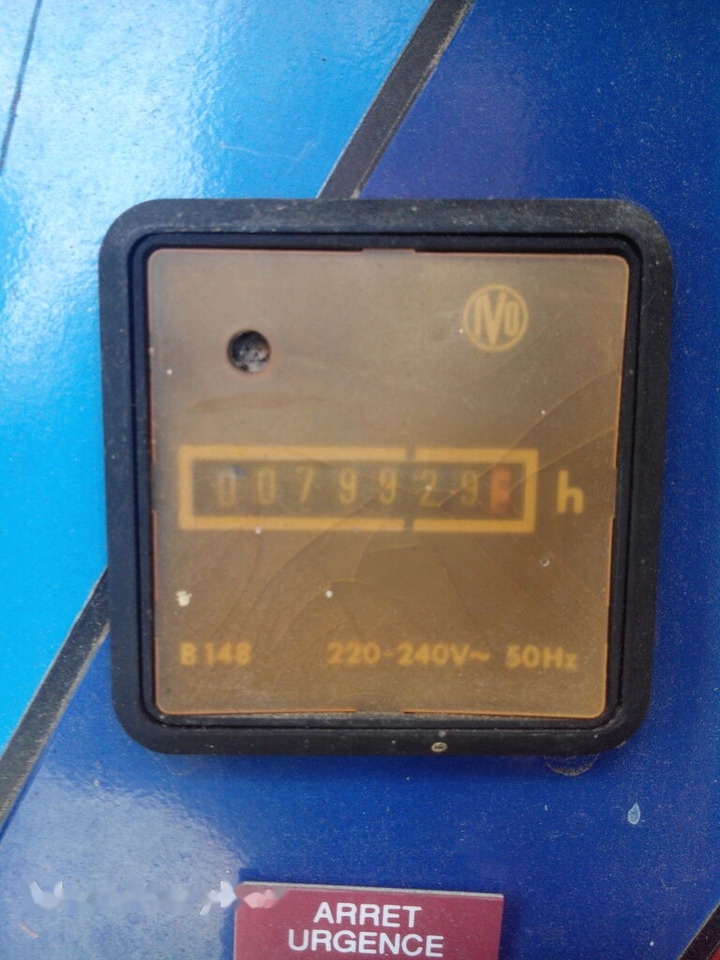 IVO
0079929
h
B148 220-240V~ 50Hz
ARRET
URGENCE